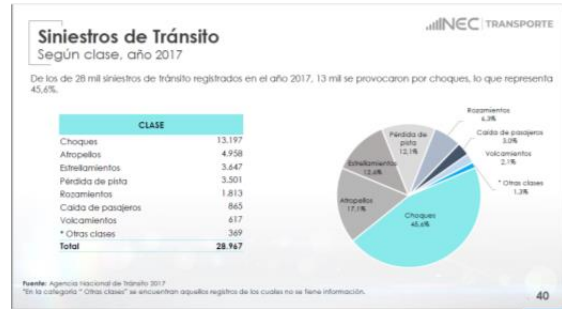 INEC TRANSPORTE
Siniestros de Tránsito
Según clase, año 2017
De los de 28 mil siniestros de tránsito registrados en el año 2017, 13 mil se provocaron por choques, lo que representa
45,6%.
CLASE
Choques 13.197
Atropellos 4.958
Estrellamientos 3.647
Pérdida de pista 3.501
Rozamientos 1.813
Caída de pasajeros 865
Volcamientos 617
* Otras clases 369
Total 28.967
Rozamientos
6,3%
Caída de pasajeros
3,0%
Volcamientos
2,1%
* Otras clases
1,3%
Pérdida de
pista
12,1%
Estrellamientos
12,6%
Atropellos
17,1%
Choques
45,6%
Fuente: Agencia Nacional de Tránsito 2017
*En la categoría " Otras clases" se encuentran aquellos registros de los cuales no se tiene información.
40